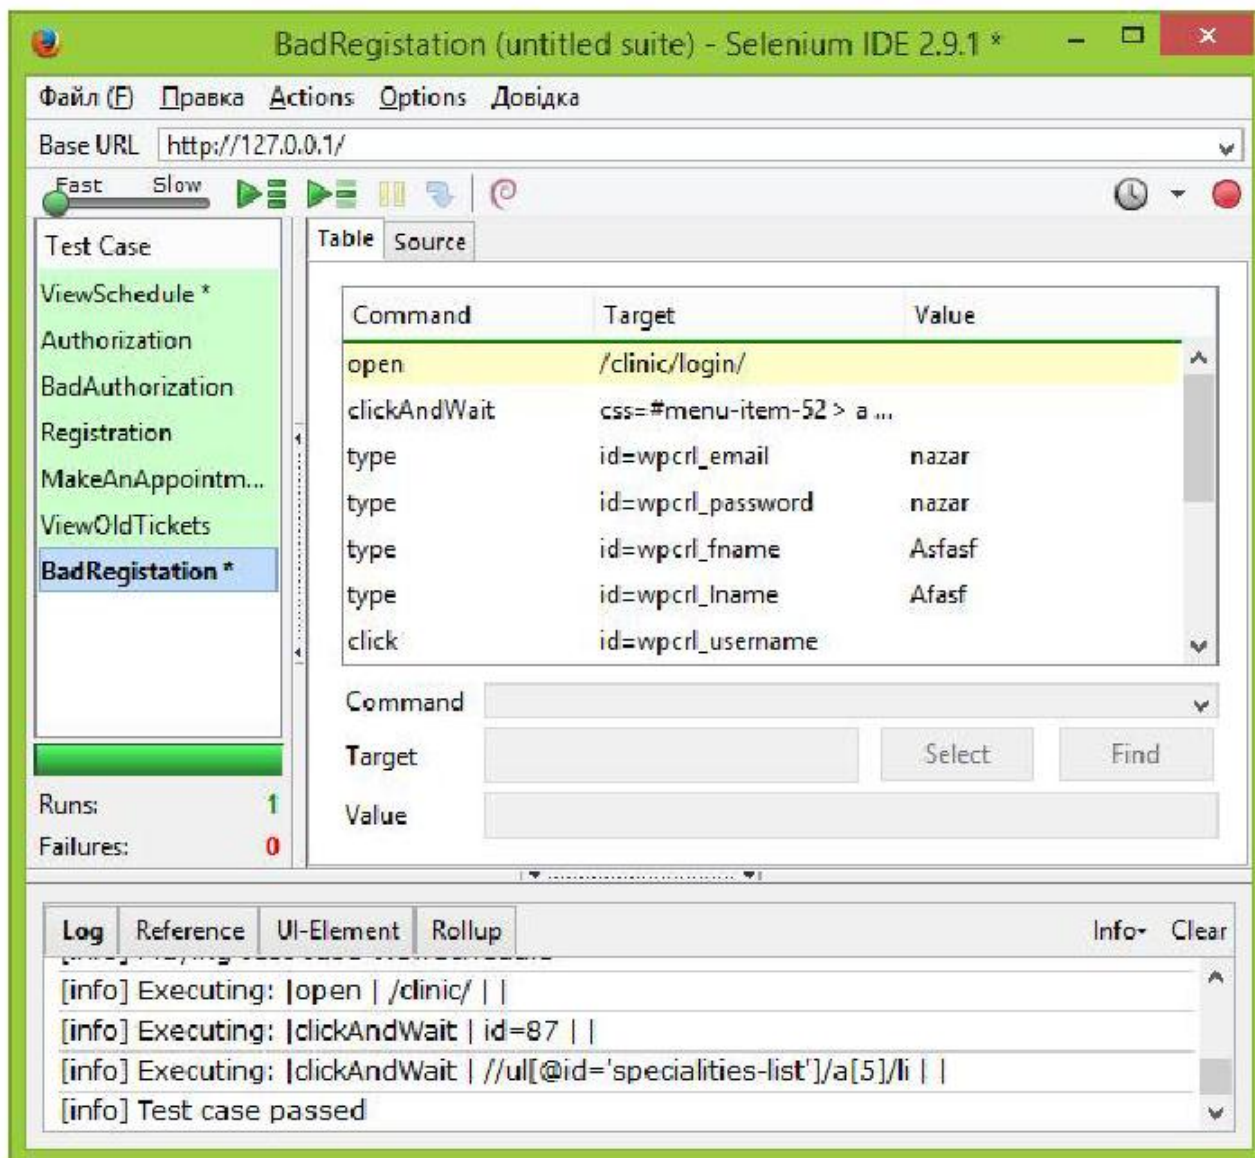 BadRegistation (untitled suite) - Selenium IDE 2.9.1 *
Файл (F) Правка Actions Options Довідка
Base URL http://127.0.0.1/
Fast Slow
Test Case
ViewSchedule *
Authorization
BadAuthorization
Registration
MakeAnAppointm...
ViewOldTickets
BadRegistation *
Runs: 1
Failures: 0
Table Source
Command Target Value
open /clinic/login/
clickAndWait css=#menu-item-52 > a ...
type id=wpcrl_email nazar
type id=wpcrl_password nazar
type id=wpcrl_fname Asfasf
type id=wpcrl_lname Afasf
click id=wpcrl_username
Command
Target Select Find
Value
Log Reference UI-Element Rollup Info Clear
[info] Executing: |open | /clinic/ | |
[info] Executing: |clickAndWait | id=87 | |
[info] Executing: |clickAndWait | //ul[@id='specialities-list']/a[5]/li | |
[info] Test case passed